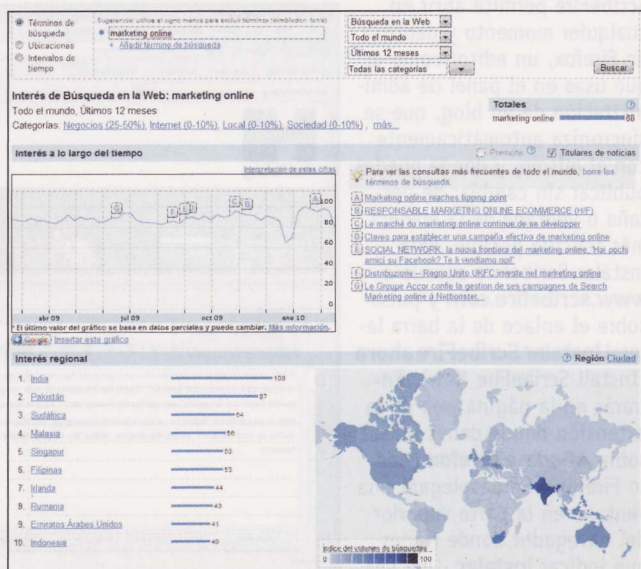 Términos de búsqueda
Ubicaciones
Intervalos de tiempo
Sugerencia: utilice el signo menos para excluir términos (wimbledon -tenis).
marketing online
+ Añadir término de búsqueda
Búsqueda en la Web
Todo el mundo
Últimos 12 meses
Todas las categorías
Buscar
Interés de Búsqueda en la Web: marketing online
Todo el mundo, Últimos 12 meses
Categorías: Negocios (25-50%), Internet (0-10%), Local (0-10%), Sociedad (0-10%), más...
Totales
marketing online 88
Interés a lo largo del tiempo
Titulares de noticias
Interpretación de estas cifras
100
80
60
40
20
0
abr 09 jul 09 oct 09 ene 10
* El último valor del gráfico se basa en datos parciales y puede cambiar. Más información.
Google Insertar este gráfico
Para ver las consultas más frecuentes de todo el mundo, borre los
términos de búsqueda.
A Marketing online reaches tipping point
B RESPONSABLE MARKETING ONLINE ECOMMERCE (H/F)
C Le marché du marketing online continue de se développer
D Claves para establecer una campaña efectiva de marketing online
E SOCIAL NETWORK, la nuova frontiera del marketing online. "Hai pochi
amici su Facebook? Te li vendiamo noi!"
F Distribuzione – Regno Unito UKFC investe nel marketing online
G Le Groupe Accor confie la gestion de ses campagnes de Search
Marketing online à Netbooster...
Interés regional
Región Ciudad
1. India 100
2. Pakistán 87
3. Sudáfrica 64
4. Malasia 56
5. Singapur 53
6. Filipinas 53
7. Irlanda 44
8. Rumanía 43
9. Emiratos Árabes Unidos 41
10. Indonesia 40
Índice del volumen de búsquedas
0 100